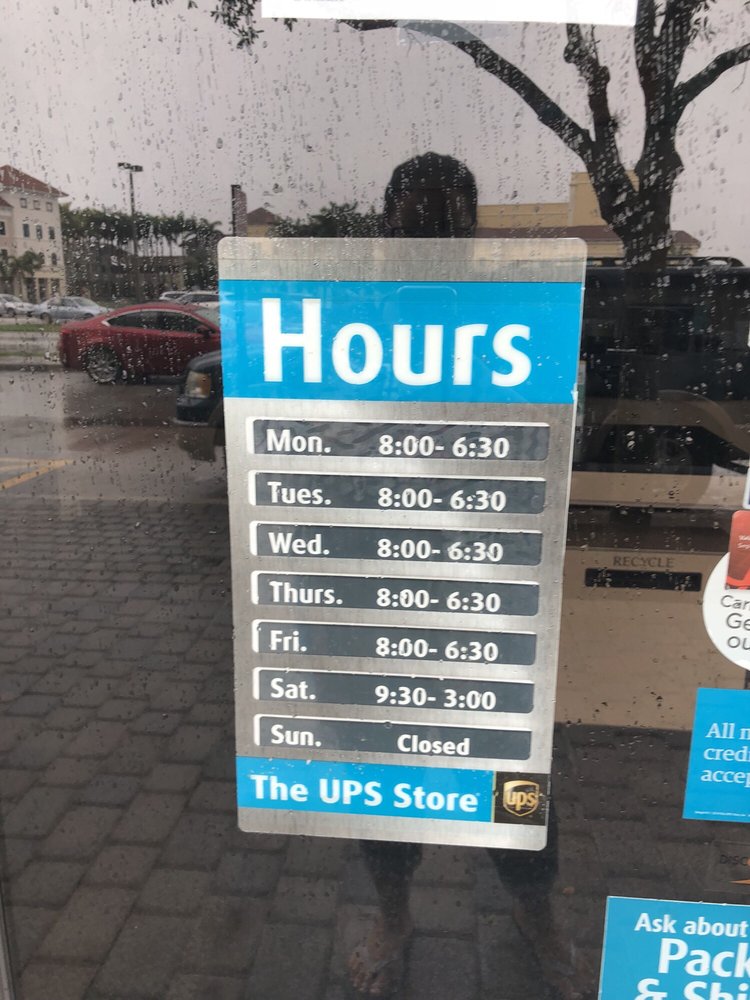 Hours
Mon. 8:00- 6:30
Tues. 8:00- 6:30
Wed. 8:00- 6:30
Thurs. 8:00- 6:30
Fri. 8:00- 6:30
Sat. 9:30- 3:00
Sun. Closed
The UPS Store
ups
RECYCLE
Ask about
Pack
& Shi
All